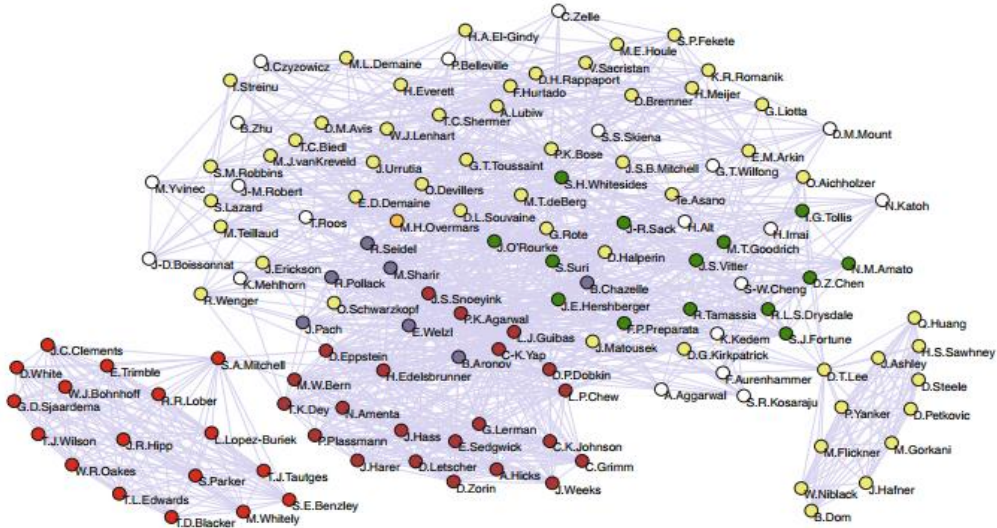 C.Zelle
H.A.El-Gindy
S.P.Fekete
M.E.Houle
J.Czyzowicz
M.L.Demaine
P.Belleville
V.Sacristan
K.R.Romanik
I.Streinu
H.Everett
D.H.Rappaport
F.Hurtado
D.Bremner
H.Meijer
G.Liotta
A.Lubiw
B.Zhu
D.M.Avis
W.J.Lenhart
T.C.Shermer
S.S.Skiena
D.M.Mount
T.C.Biedl
M.J.vanKreveld
J.Urrutia
G.T.Toussaint
P.K.Bose
J.S.B.Mitchell
E.M.Arkin
G.T.Wilfong
S.M.Robbins
M.Yvinec
J-M.Robert
O.Devillers
S.H.Whitesides
O.Aichholzer
S.Lazard
E.D.Demaine
M.T.deBerg
Te.Asano
N.Katoh
T.Roos
D.L.Souvaine
I.G.Tollis
M.Teillaud
M.H.Overmars
G.Rote
J-R.Sack
H.Alt
H.Imai
R.Seidel
J.O'Rourke
D.Halperin
M.T.Goodrich
J-D.Boissonnat
J.Erickson
M.Sharir
S.Suri
J.S.Vitter
N.M.Amato
K.Mehlhorn
R.Pollack
B.Chazelle
S-W.Cheng
D.Z.Chen
R.Wenger
O.Schwarzkopf
J.S.Snoeyink
J.E.Hershberger
R.Tamassia
R.L.S.Drysdale
J.Pach
E.Welzl
P.K.Agarwal
F.P.Preparata
L.J.Guibas
K.Kedem
S.J.Fortune
Q.Huang
J.C.Clements
S.A.Mitchell
D.Eppstein
B.Aronov
C-K.Yap
J.Matousek
D.G.Kirkpatrick
J.Ashley
H.S.Sawhney
D.White
E.Trimble
H.Edelsbrunner
D.P.Dobkin
F.Aurenhammer
D.T.Lee
D.Steele
W.J.Bohnhoff
R.R.Lober
M.W.Bern
L.P.Chew
A.Aggarwal
S.R.Kosaraju
G.D.Sjaardema
T.K.Dey
N.Amenta
P.Yanker
D.Petkovic
T.J.Wilson
J.R.Hipp
L.Lopez-Buriek
P.Plassmann
J.Hass
G.Lerman
E.Sedgwick
C.K.Johnson
M.Flickner
M.Gorkani
W.R.Oakes
S.Parker
T.J.Tautges
J.Harer
D.Letscher
A.Hicks
C.Grimm
T.L.Edwards
S.E.Benzley
D.Zorin
J.Weeks
W.Niblack
J.Hafner
T.D.Blacker
M.Whitely
B.Dom